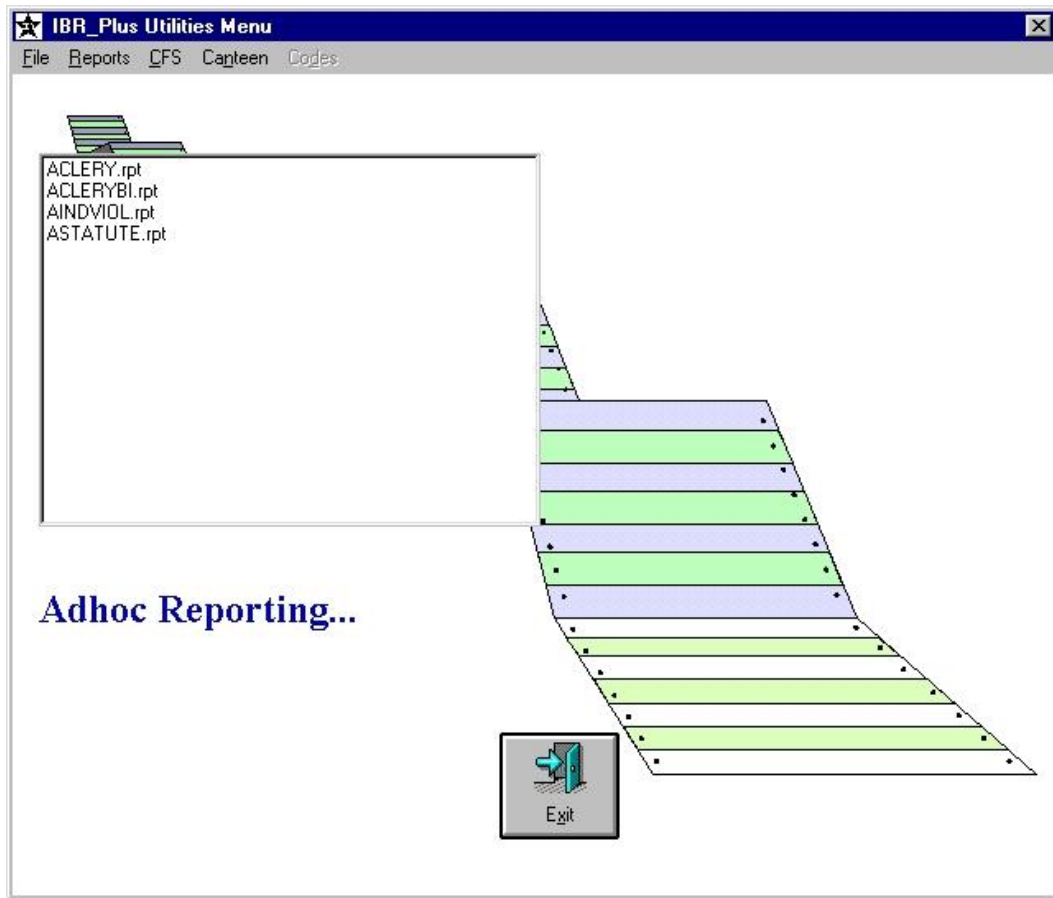 IBR_Plus Utilities Menu
File Reports CFS Canteen Codes
ACLERY.rpt
ACLERYBI.rpt
AINDVIOL.rpt
ASTATUTE.rpt
Adhoc Reporting...
Exit